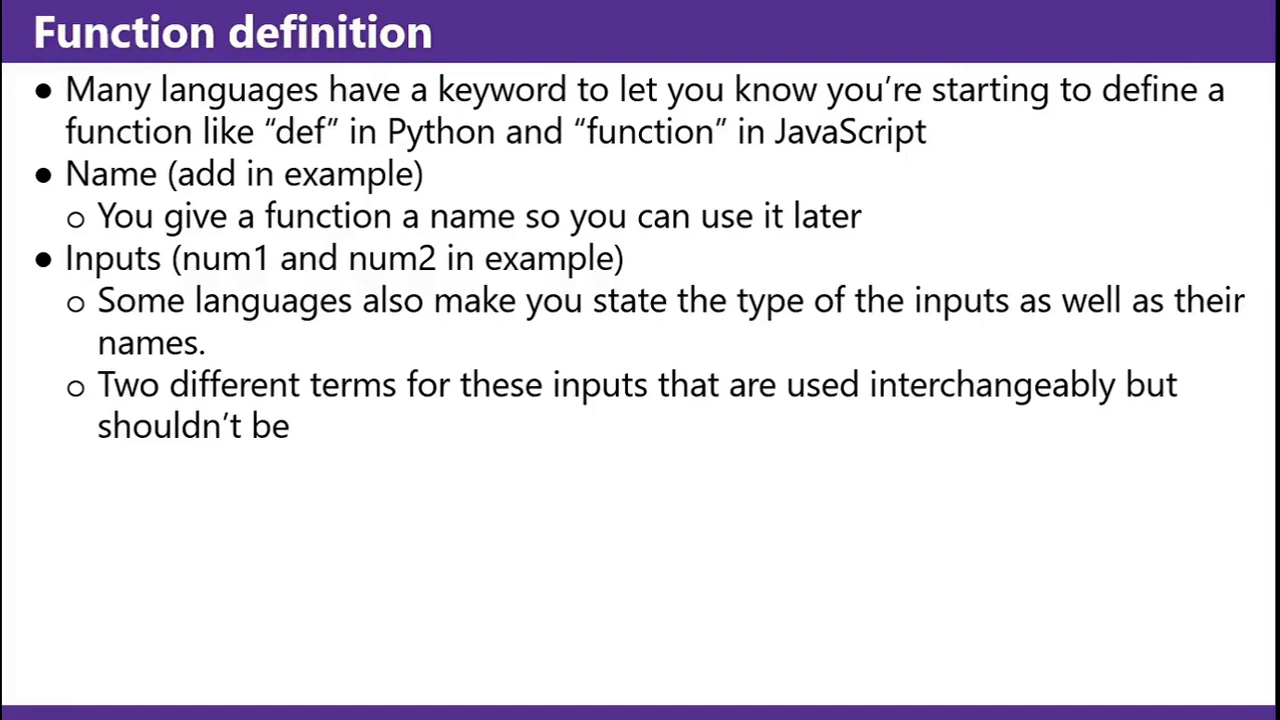 Function definition
● Many languages have a keyword to let you know you’re starting to define a
function like “def” in Python and “function” in JavaScript
● Name (add in example)
○ You give a function a name so you can use it later
● Inputs (num1 and num2 in example)
○ Some languages also make you state the type of the inputs as well as their
names.
○ Two different terms for these inputs that are used interchangeably but
shouldn’t be